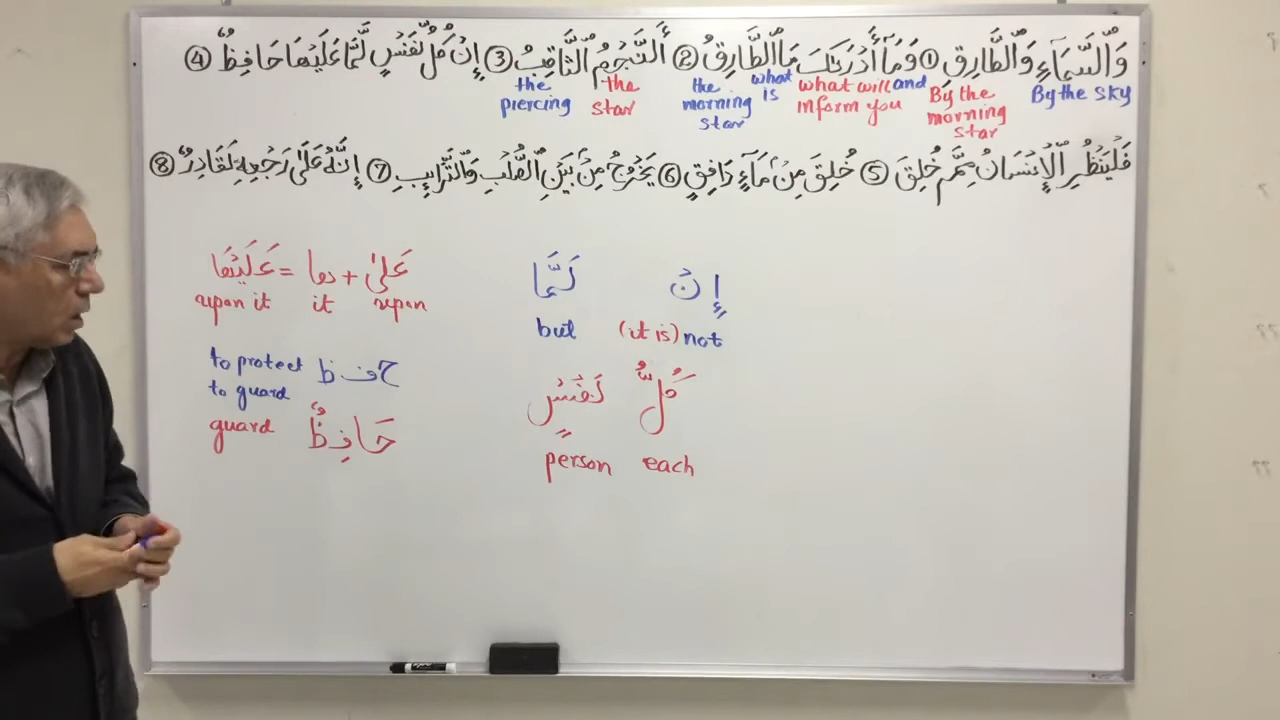 وَٱلسَّمَآءِ وَٱلطَّارِقِ ① وَمَآ أَدْرَىٰكَ مَا ٱلطَّارِقُ ② ٱلنَّجْمُ ٱلثَّاقِبُ ③ إِنْ كُلُّ نَفْسٍ لَّمَّا عَلَيْهَا حَافِظٌ ④
By the sky By the morning star and what will inform you what is the morning star the star the piercing
فَلْيَنْظُرِ ٱلْإِنْسَانُ مِمَّ خُلِقَ ⑤ خُلِقَ مِنْ مَآءٍ دَافِقٍ ⑥ يَخْرُجُ مِنْ بَيْنِ ٱلصُّلْبِ وَٱلتَّرَآئِبِ ⑦ إِنَّهُ عَلَىٰ رَجْعِهِ لَقَادِرٌ ⑧
إِنْ لَمَّا
(it is) not but
كُلُّ نَفْسٍ
each person
عَلَىٰ + هَا = عَلَيْهَا
upon it upon it
ح ف ظ to protect
to guard
حَافِظٌ guard